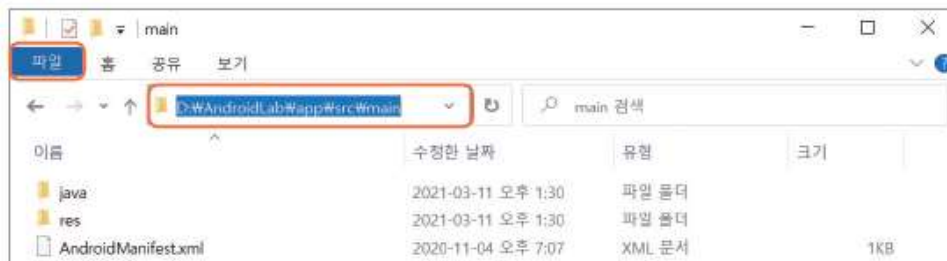 main
파일 홈 공유 보기
D:₩AndroidLab₩app₩src₩main main 검색
이름 수정한 날짜 유형 크기
java 2021-03-11 오후 1:30 파일 폴더
res 2021-03-11 오후 1:30 파일 폴더
AndroidManifest.xml 2020-11-04 오후 7:07 XML 문서 1KB